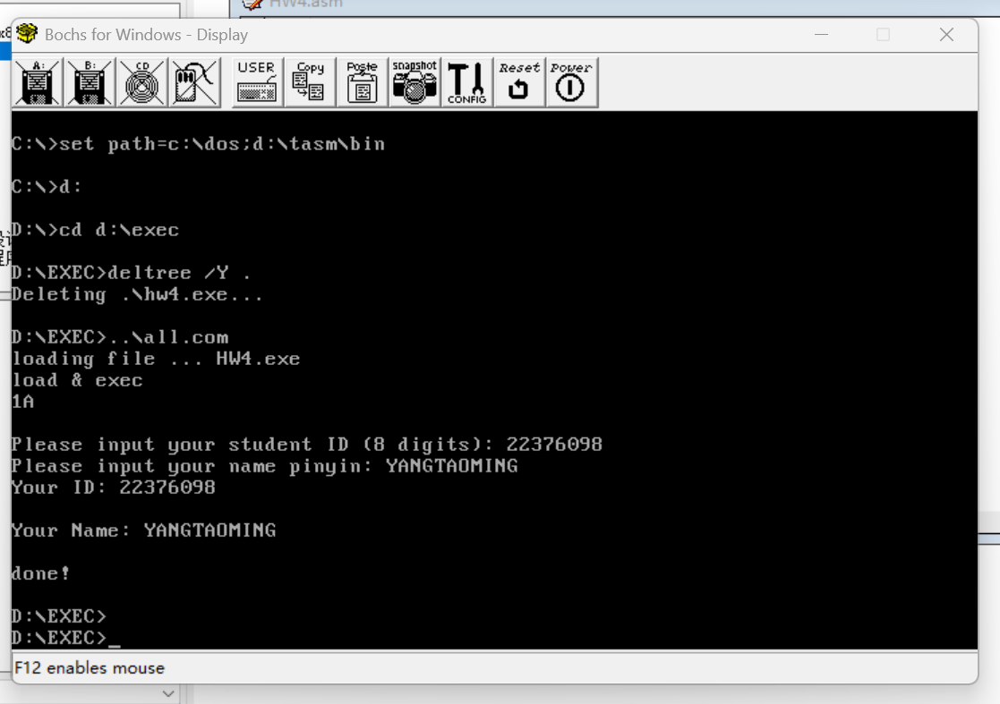 HW4.asm
Bochs for Windows - Display
A: B: CD USER Copy Paste snapshot CONFIG Reset Power
C:\>set path=c:\dos;d:\tasm\bin
C:\>d:
D:\>cd d:\exec
D:\EXEC>deltree /Y .
Deleting .\hw4.exe...
D:\EXEC>..\all.com
loading file ... HW4.exe
load & exec
1A
Please input your student ID (8 digits): 22376098
Please input your name pinyin: YANGTAOMING
Your ID: 22376098
Your Name: YANGTAOMING
done!
D:\EXEC>
D:\EXEC>_
F12 enables mouse